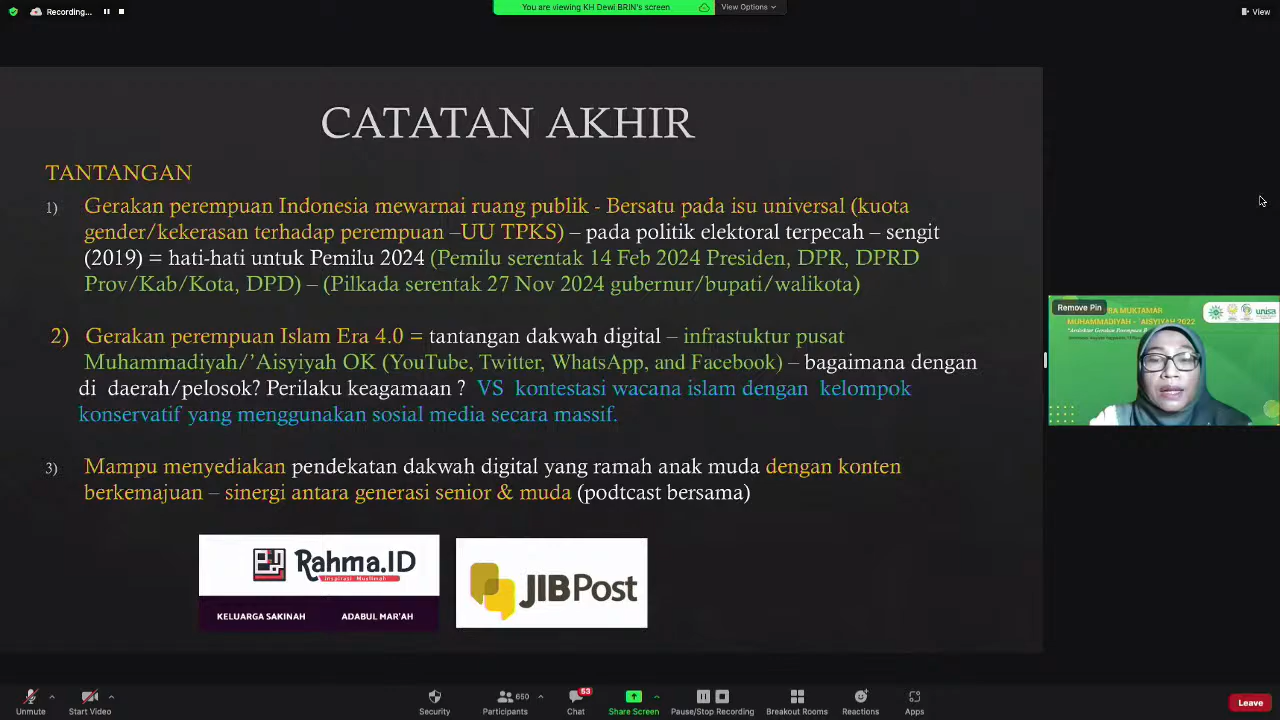 Recording...
You are viewing KH Dewi BRIN's screen
View Options
View
CATATAN AKHIR
TANTANGAN
1) Gerakan perempuan Indonesia mewarnai ruang publik - Bersatu pada isu universal (kuota
gender/kekerasan terhadap perempuan –UU TPKS) – pada politik elektoral terpecah – sengit
(2019) = hati-hati untuk Pemilu 2024 (Pemilu serentak 14 Feb 2024 Presiden, DPR, DPRD
Prov/Kab/Kota, DPD) – (Pilkada serentak 27 Nov 2024 gubernur/bupati/walikota)
2) Gerakan perempuan Islam Era 4.0 = tantangan dakwah digital – infrastuktur pusat
Muhammadiyah/'Aisyiyah OK (YouTube, Twitter, WhatsApp, and Facebook) – bagaimana dengan
di daerah/pelosok? Perilaku keagamaan ? VS kontestasi wacana islam dengan kelompok
konservatif yang menggunakan sosial media secara massif.
3) Mampu menyediakan pendekatan dakwah digital yang ramah anak muda dengan konten
berkemajuan – sinergi antara generasi senior & muda (podtcast bersama)
Rahma.ID
Inspirasi Muslimah
KELUARGA SAKINAH ADABUL MAR'AH
JIBPost
Remove Pin
MUKTAMAR
MUHAMMADIYAH - 'AISYIYAH 2022
unisa
Unmute
Start Video
Security
650
Participants
53
Chat
Share Screen
Pause/Stop Recording
Breakout Rooms
Reactions
Apps
Leave